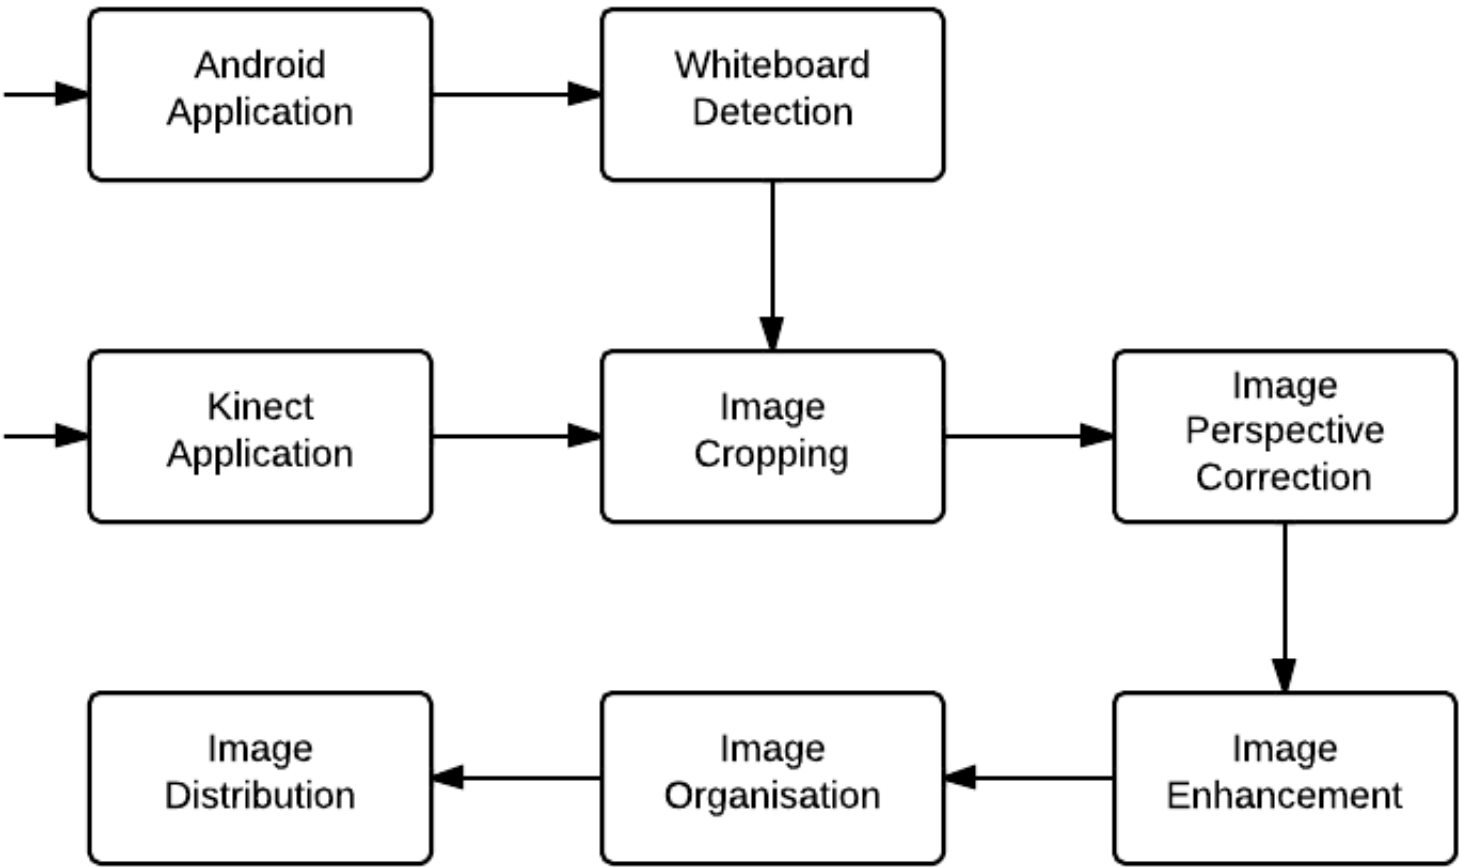 Android
Application
Whiteboard
Detection
Kinect
Application
Image
Cropping
Image
Perspective
Correction
Image
Distribution
Image
Organisation
Image
Enhancement